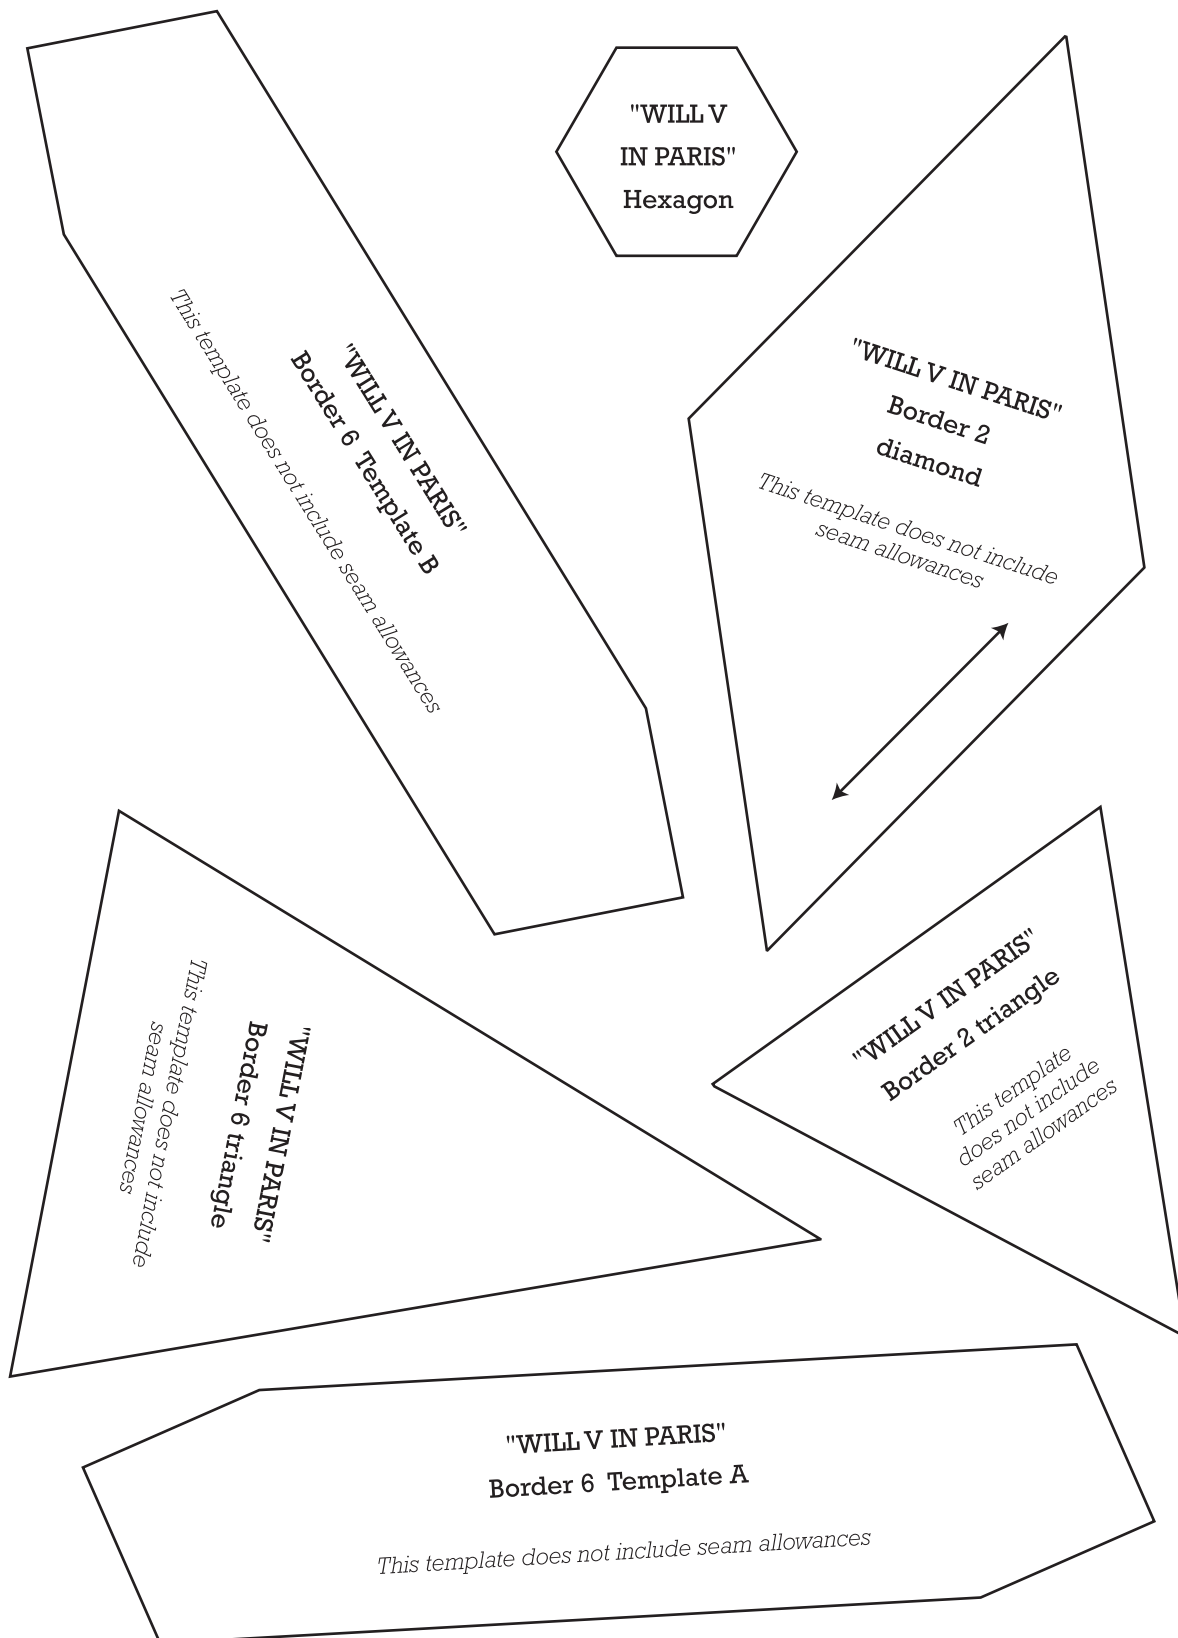 "WILL V
IN PARIS"
Hexagon
"WILL V IN PARIS"
Border 6  Template B
This template does not include seam allowances
"WILL V IN PARIS"
Border 2
diamond
This template does not include
seam allowances
"WILL V IN PARIS"
Border 6 triangle
This template does not include
seam allowances
"WILL V IN PARIS"
Border 2 triangle
This template
does not include
seam allowances
"WILL V IN PARIS"
Border 6  Template A
This template does not include seam allowances